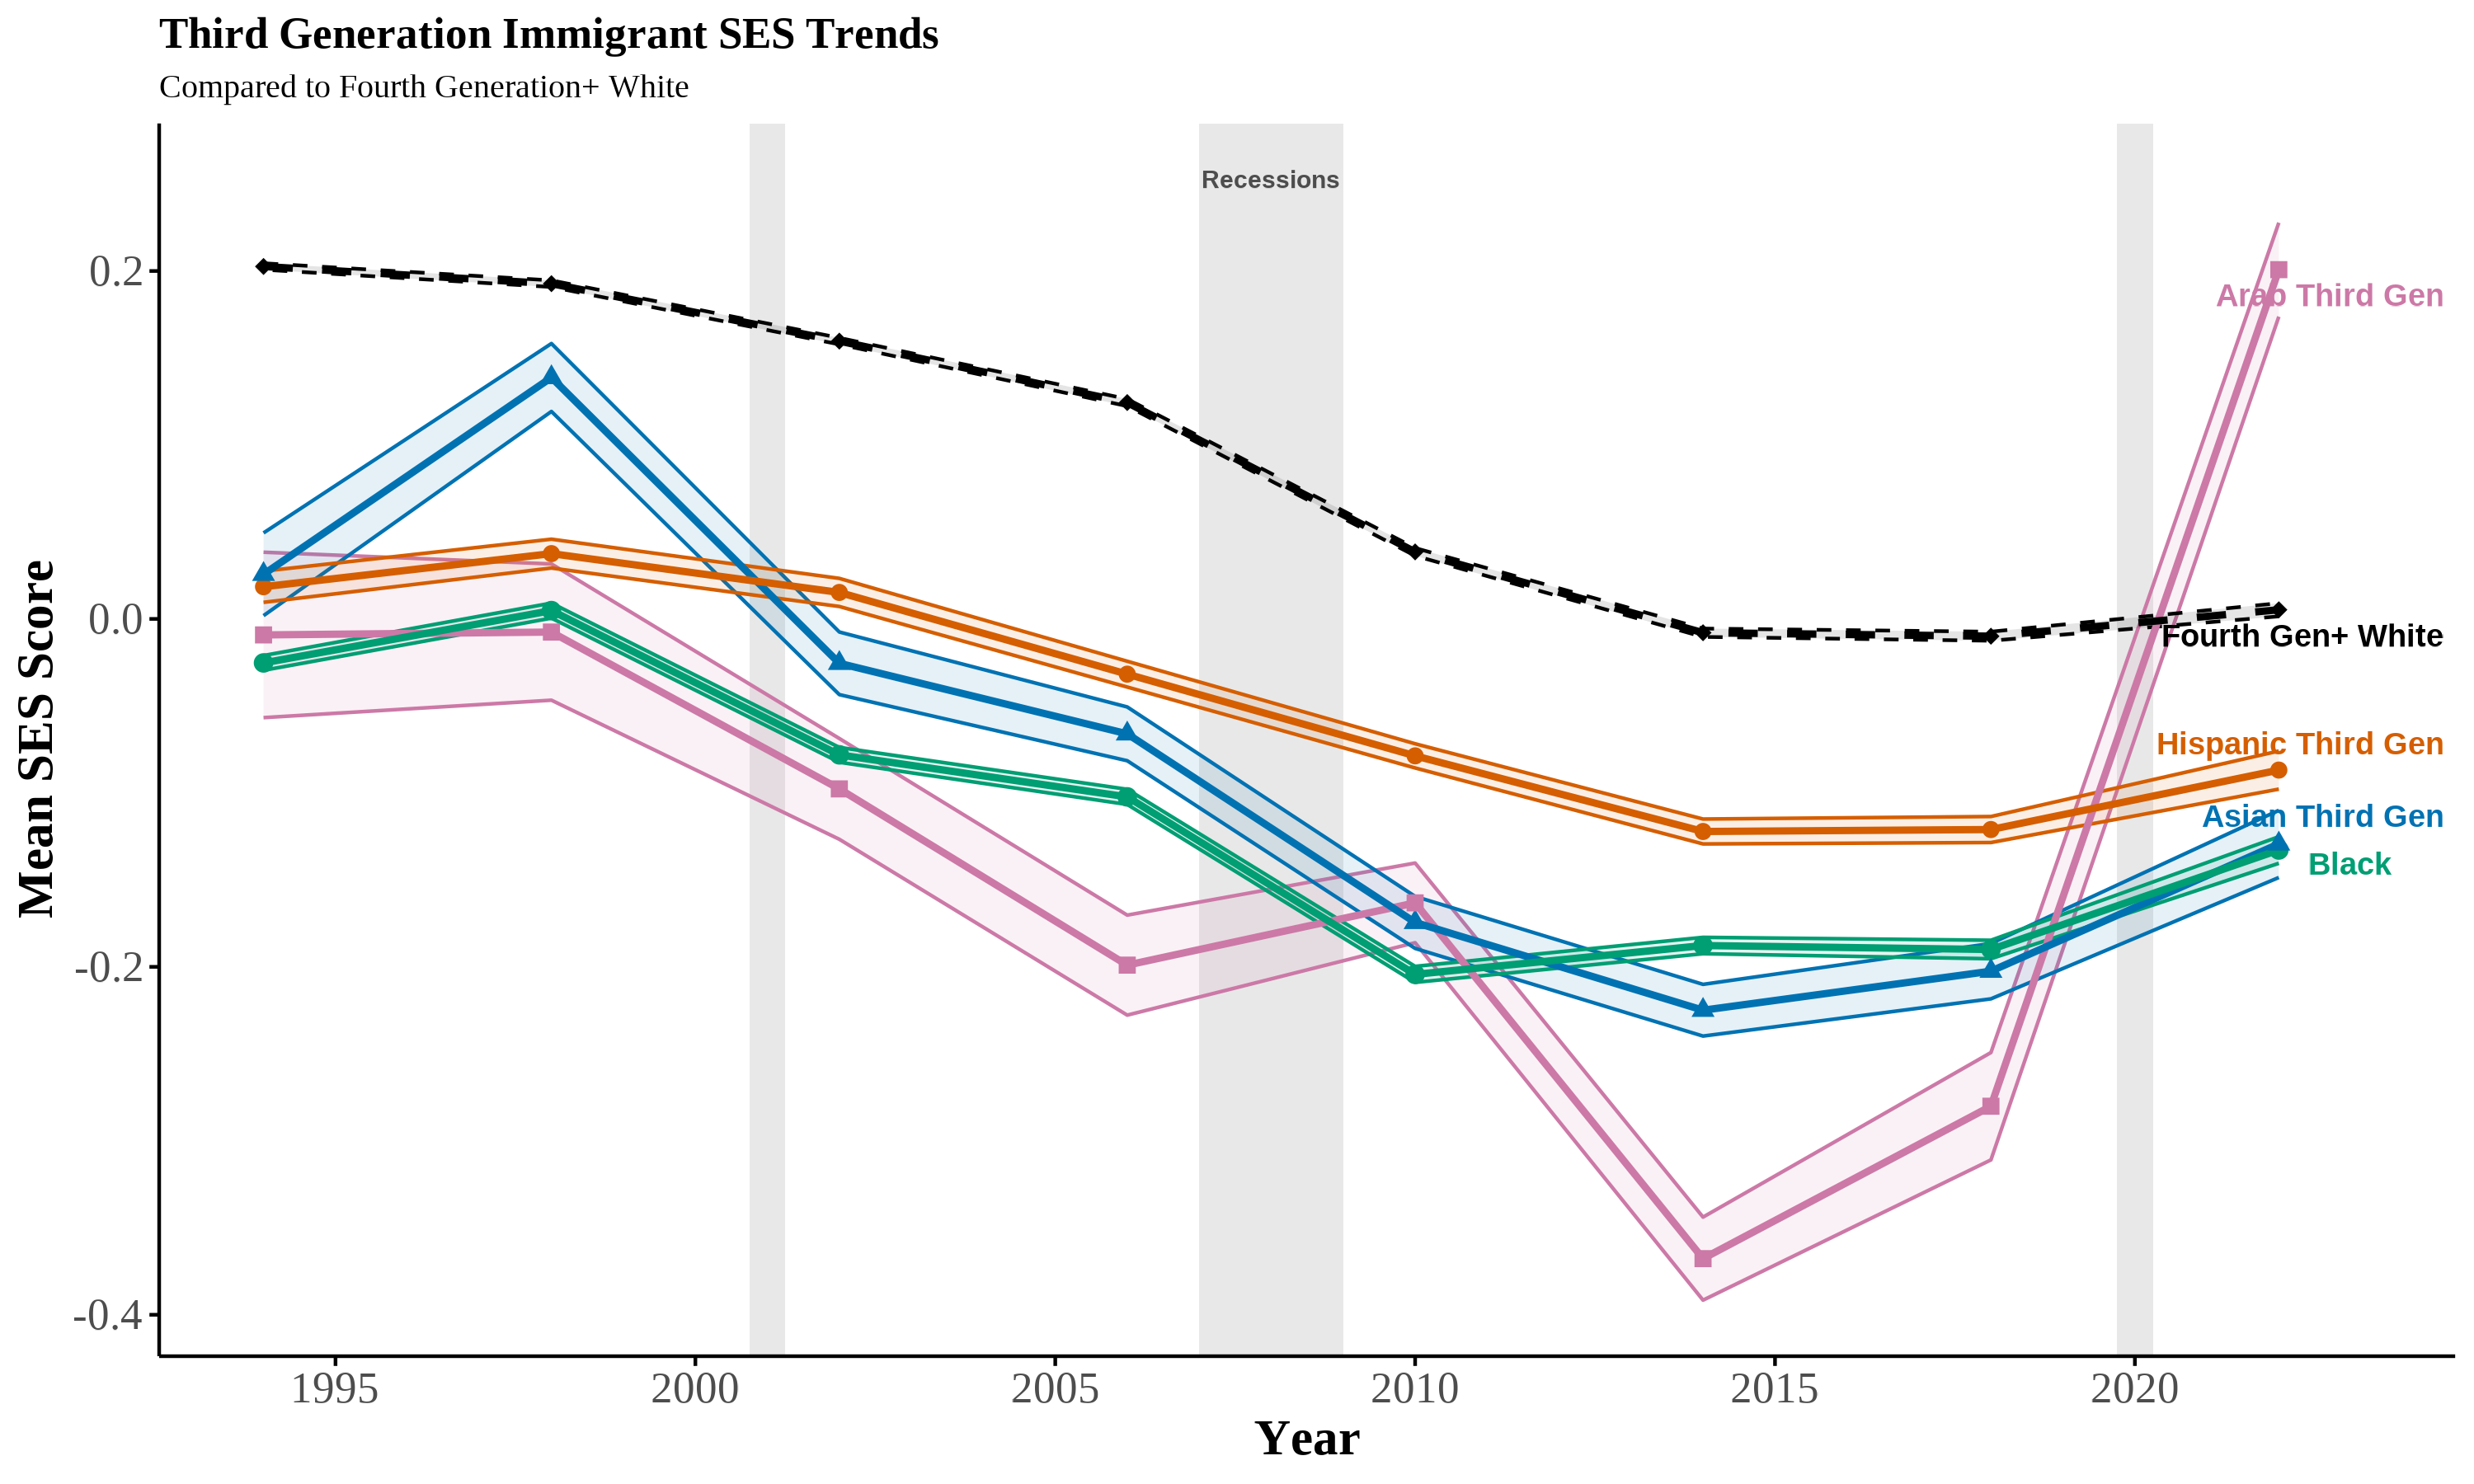 Third Generation Immigrant SES Trends
Compared to Fourth Generation+ White
Recessions
0.2
0.0
-0.2
-0.4
Mean SES Score
Arab Third Gen
Fourth Gen+ White
Hispanic Third Gen
Asian Third Gen
Black
1995
2000
2005
2010
2015
2020
Year